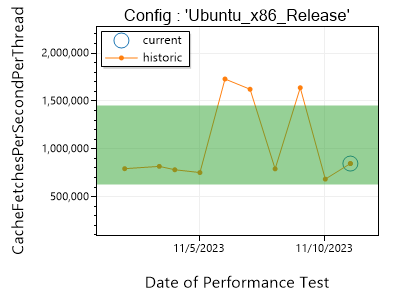 Config : 'Ubuntu_x86_Release'
CacheFetchesPerSecondPerThread
current
historic
2,000,000
1,500,000
1,000,000
500,000
11/5/2023 11/10/2023
Date of Performance Test